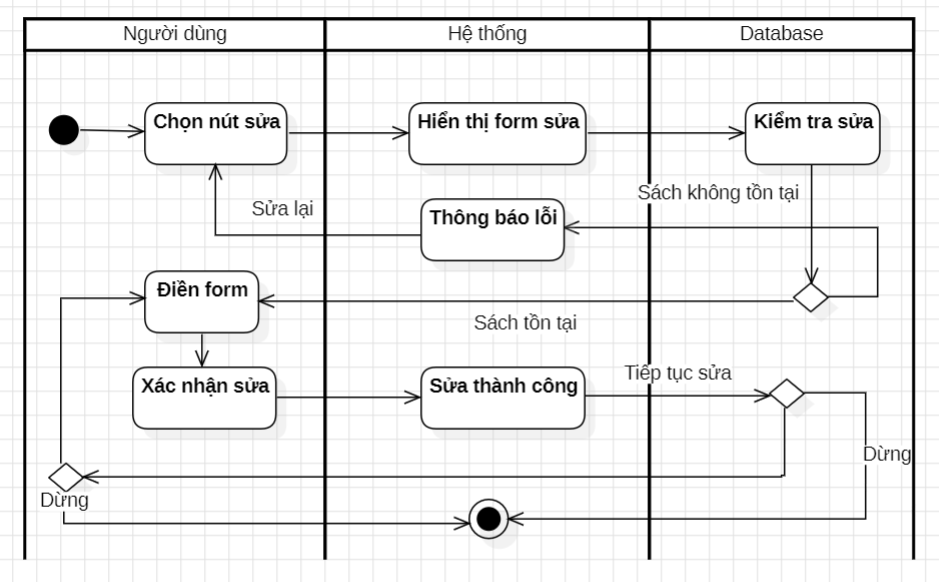 Người dùng
Hệ thống
Database
Chọn nút sửa
Hiển thị form sửa
Kiểm tra sửa
Sách không tồn tại
Sửa lại
Thông báo lỗi
Điền form
Sách tồn tại
Xác nhận sửa
Sửa thành công
Tiếp tục sửa
Dừng
Dừng